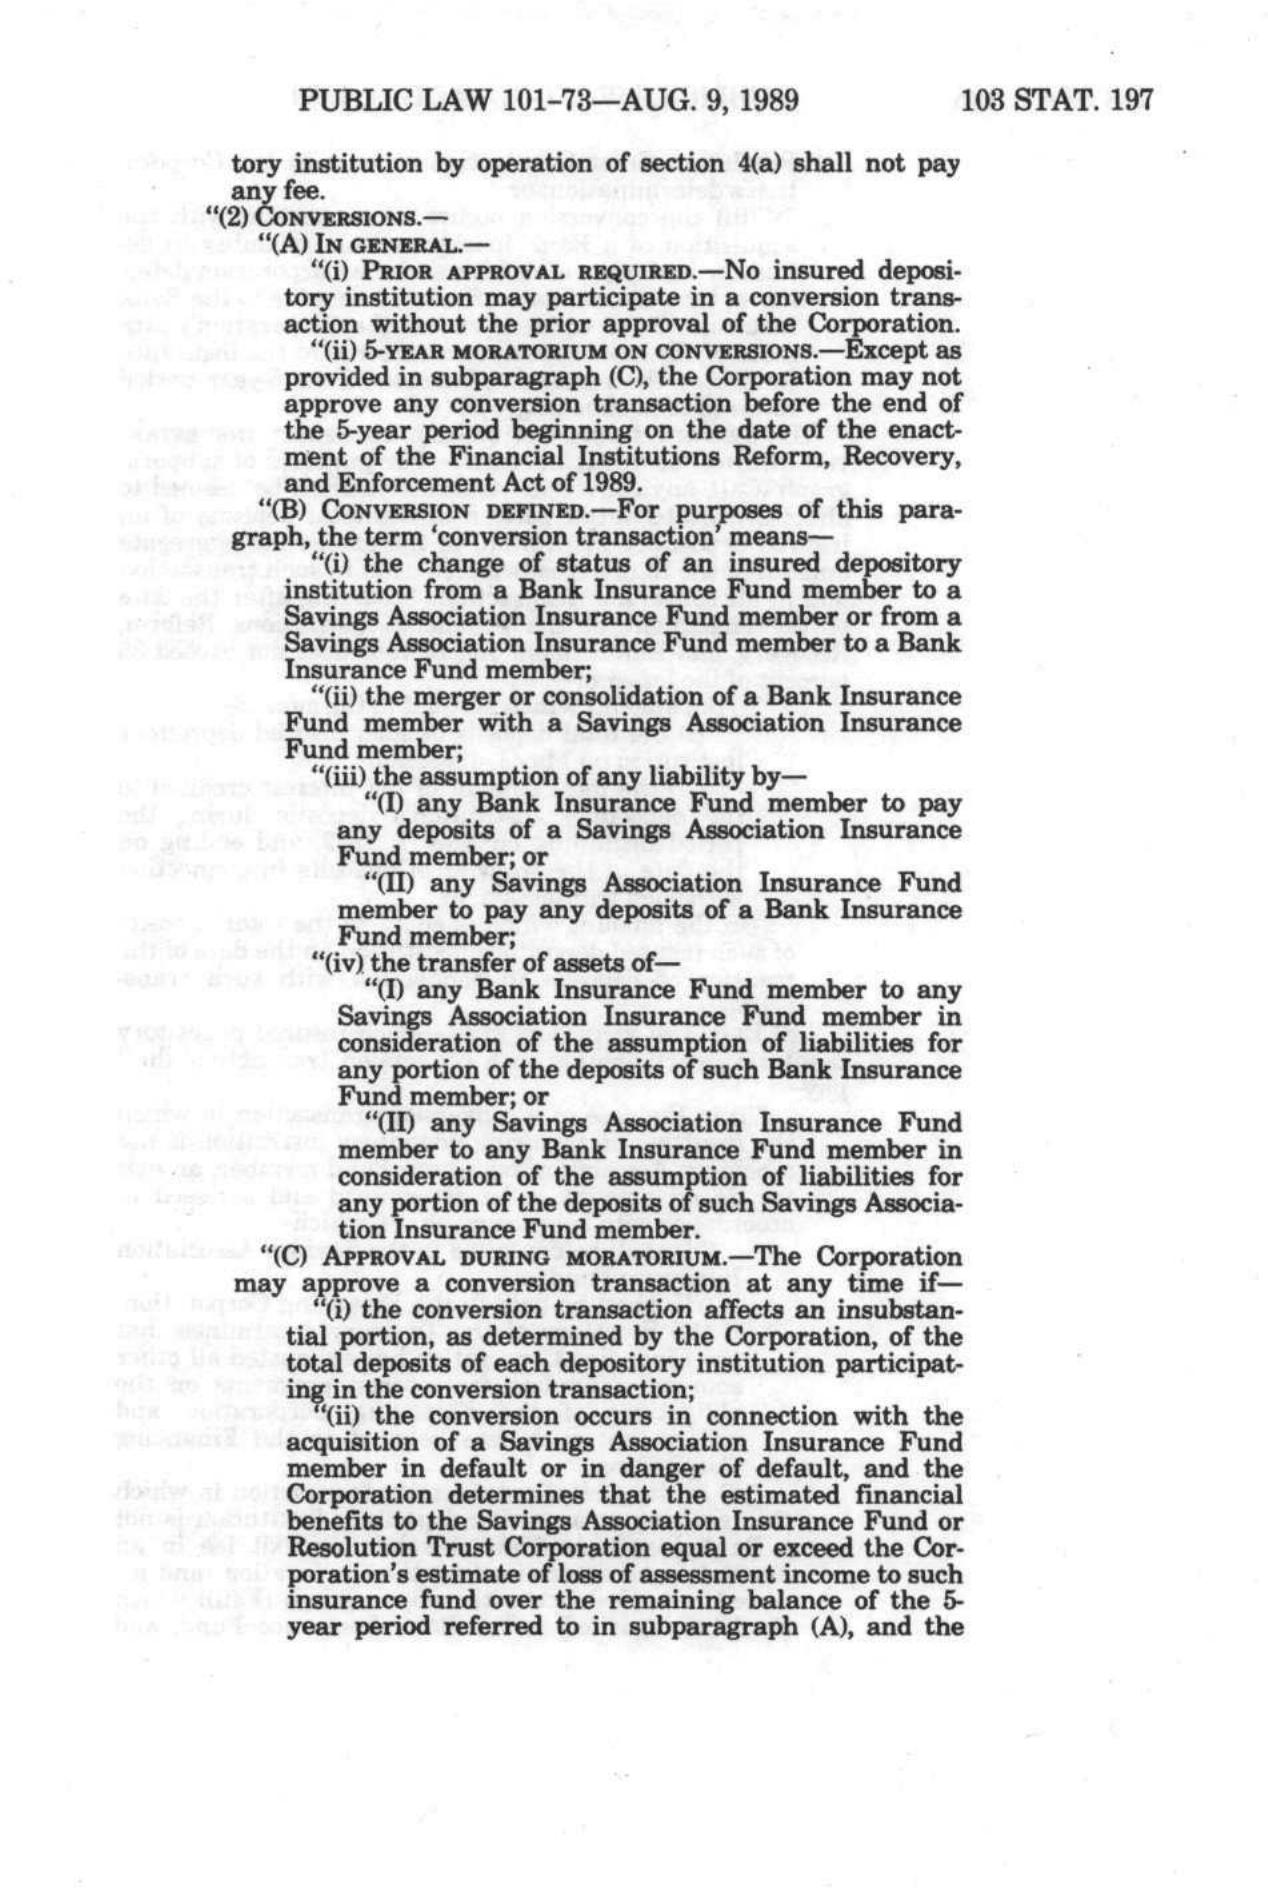 PUBLIC LAW 101-73—AUG. 9, 1989 103 STAT. 197
tory institution by operation of section 4(a) shall not pay
any fee.
“(2) CONVERSIONS.—
“(A) IN GENERAL.—
“(i) PRIOR APPROVAL REQUIRED.—No insured deposi-
tory institution may participate in a conversion trans-
action without the prior approval of the Corporation.
“(ii) 5-YEAR MORATORIUM ON CONVERSIONS.—Except as
provided in subparagraph (C), the Corporation may not
approve any conversion transaction before the end of
the 5-year period beginning on the date of the enact-
ment of the Financial Institutions Reform, Recovery,
and Enforcement Act of 1989.
“(B) CONVERSION DEFINED.—For purposes of this para-
graph, the term ‘conversion transaction’ means—
“(i) the change of status of an insured depository
institution from a Bank Insurance Fund member to a
Savings Association Insurance Fund member or from a
Savings Association Insurance Fund member to a Bank
Insurance Fund member;
“(ii) the merger or consolidation of a Bank Insurance
Fund member with a Savings Association Insurance
Fund member;
“(iii) the assumption of any liability by—
“(I) any Bank Insurance Fund member to pay
any deposits of a Savings Association Insurance
Fund member; or
“(II) any Savings Association Insurance Fund
member to pay any deposits of a Bank Insurance
Fund member;
“(iv) the transfer of assets of—
“(I) any Bank Insurance Fund member to any
Savings Association Insurance Fund member in
consideration of the assumption of liabilities for
any portion of the deposits of such Bank Insurance
Fund member; or
“(II) any Savings Association Insurance Fund
member to any Bank Insurance Fund member in
consideration of the assumption of liabilities for
any portion of the deposits of such Savings Associa-
tion Insurance Fund member.
“(C) APPROVAL DURING MORATORIUM.—The Corporation
may approve a conversion transaction at any time if—
“(i) the conversion transaction affects an insubstan-
tial portion, as determined by the Corporation, of the
total deposits of each depository institution participat-
ing in the conversion transaction;
“(ii) the conversion occurs in connection with the
acquisition of a Savings Association Insurance Fund
member in default or in danger of default, and the
Corporation determines that the estimated financial
benefits to the Savings Association Insurance Fund or
Resolution Trust Corporation equal or exceed the Cor-
poration's estimate of loss of assessment income to such
insurance fund over the remaining balance of the 5-
year period referred to in subparagraph (A), and the